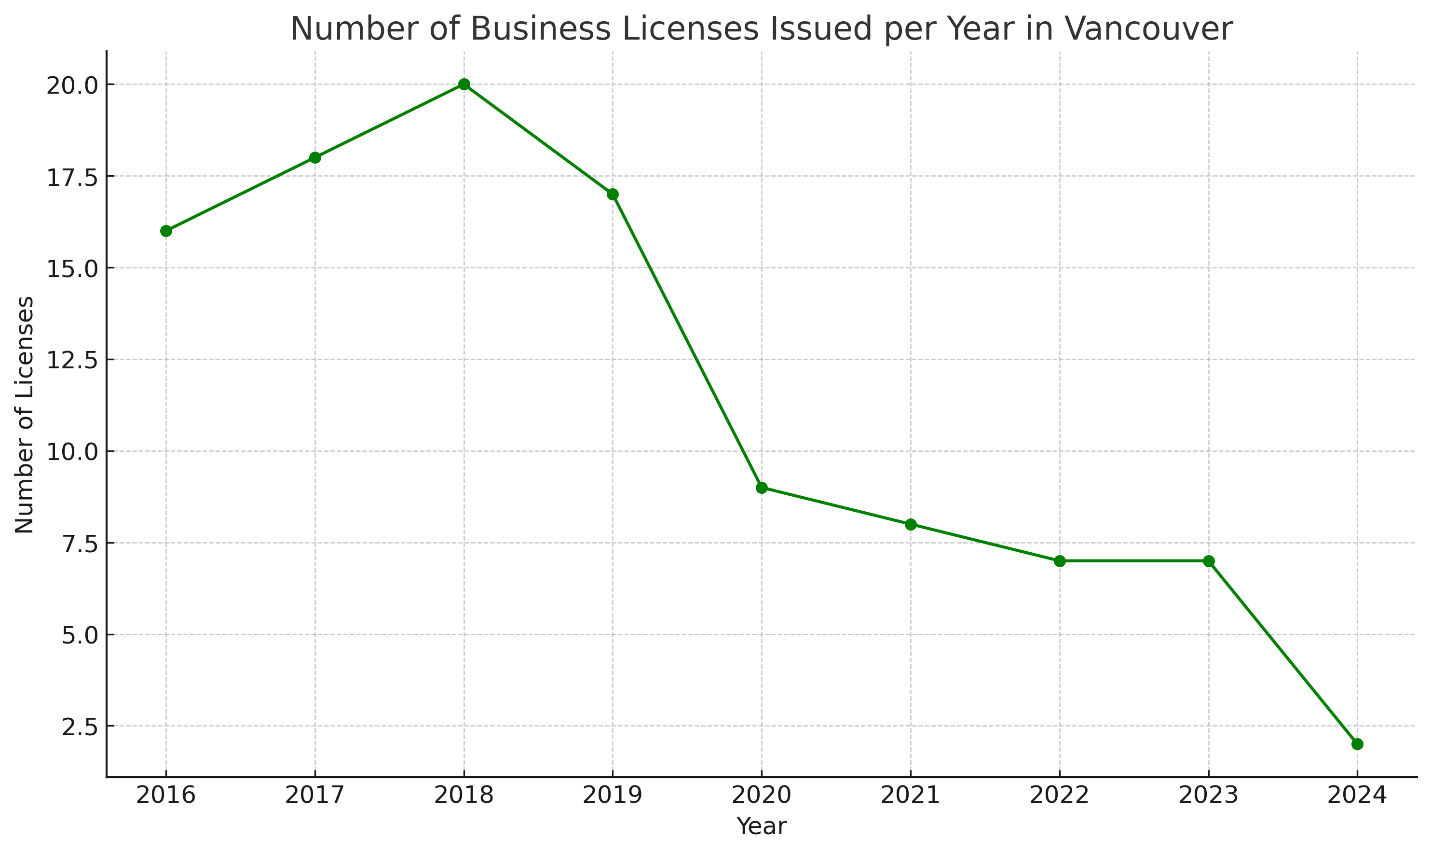 Number of Business Licenses Issued per Year in Vancouver
20.0
17.5
15.0
12.5
10.0
7.5
5.0
2.5
Number of Licenses
2016 2017 2018 2019 2020 2021 2022 2023 2024
Year